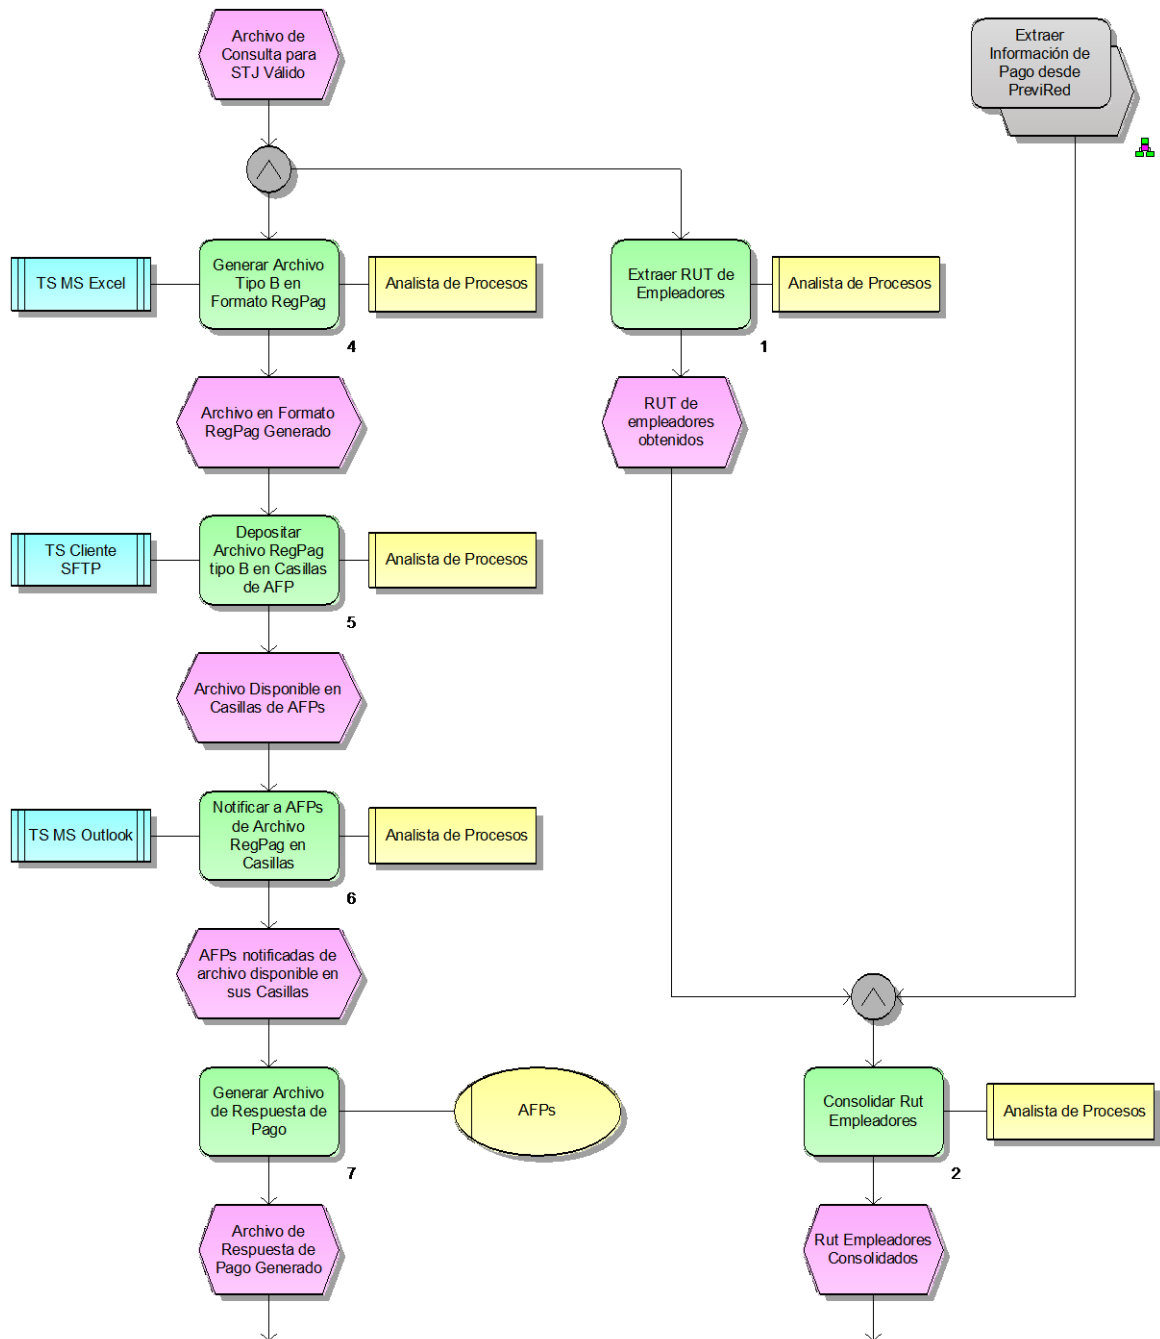 Archivo de
Consulta para
STJ Válido
Extraer
Información de
Pago desde
PreviRed
TS MS Excel
Generar Archivo
Tipo B en
Formato RegPag
4
Analista de Procesos
Extraer RUT de
Empleadores
1
Analista de Procesos
Archivo en Formato
RegPag Generado
RUT de
empleadores
obtenidos
TS Cliente
SFTP
Depositar
Archivo RegPag
tipo B en Casillas
de AFP
5
Analista de Procesos
Archivo Disponible en
Casillas de AFPs
TS MS Outlook
Notificar a AFPs
de Archivo
RegPag en
Casillas
6
Analista de Procesos
AFPs notificadas de
archivo disponible en
sus Casillas
Generar Archivo
de Respuesta de
Pago
7
AFPs
Consolidar Rut
Empleadores
2
Analista de Procesos
Archivo de
Respuesta de
Pago Generado
Rut Empleadores
Consolidados